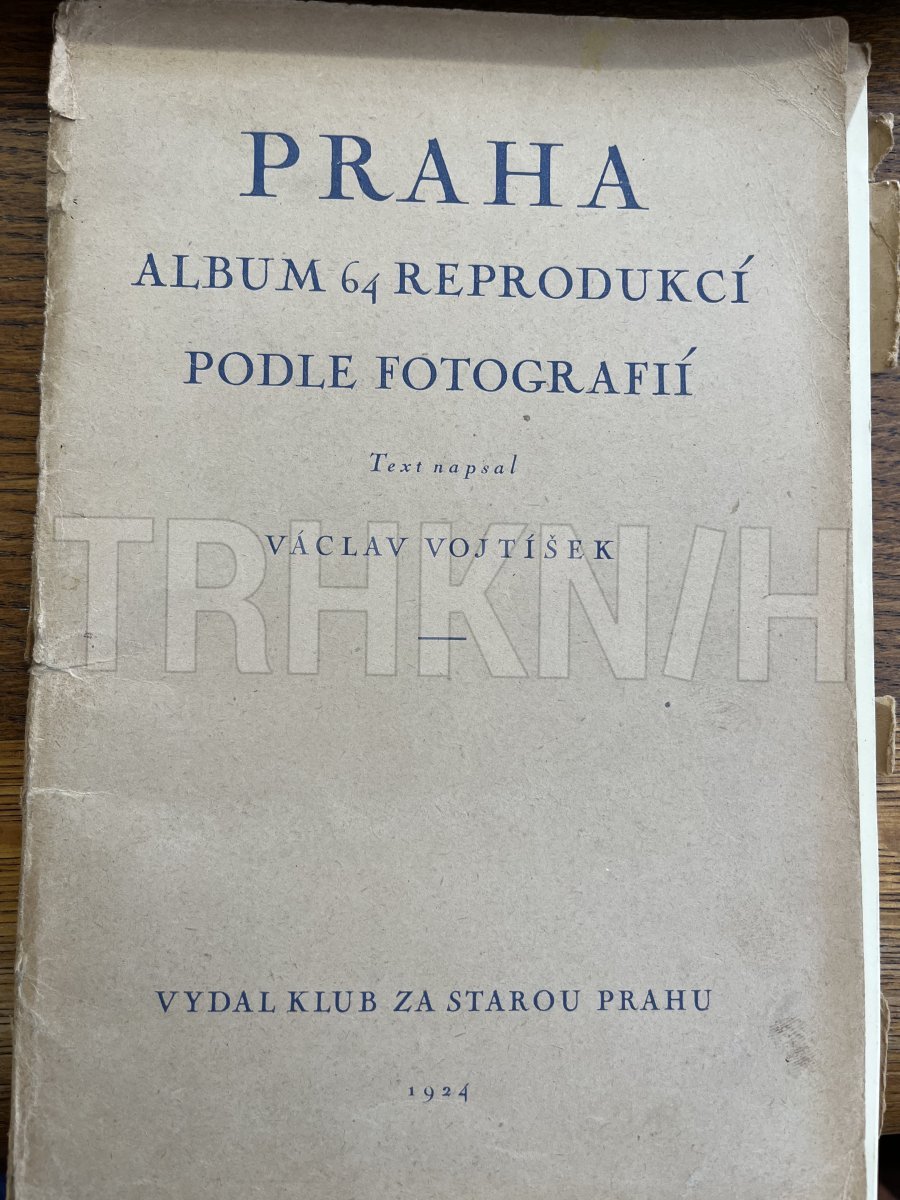 PRAHA
ALBUM 64 REPRODUKCÍ
PODLE FOTOGRAFIÍ
Text napsal
VÁCLAV VOJTÍŠEK
TRHKNIH
VYDAL KLUB ZA STAROU PRAHU
1924